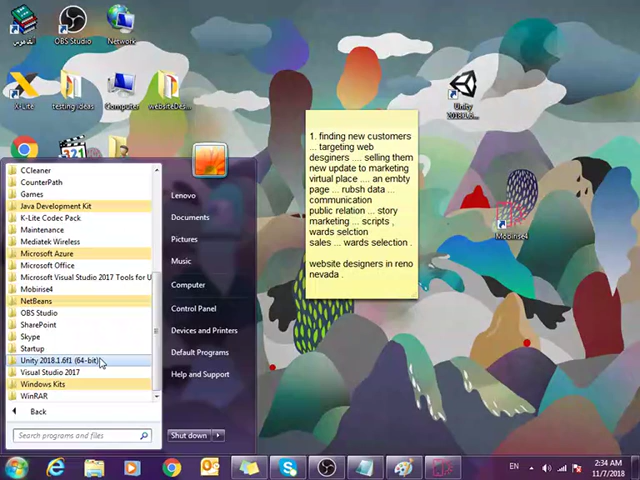 OBS Studio
Network
X-Lite
testing ideas
Computer
websiteDes...
Unity
2018.1.6...
Mobirise4
1. finding new customers
... targeting web
desginers .... selling them
new update to marketing
virtual place .... an embty
page ... rubsh data ...
communication
public relation ... story
marketing ... scripts ,
wards selction
sales ... wards selection .
website designers in reno
nevada .
CCleaner
CounterPath
Games
Java Development Kit
K-Lite Codec Pack
Maintenance
Mediatek Wireless
Microsoft Azure
Microsoft Office
Microsoft Visual Studio 2017 Tools for U
Mobirise4
NetBeans
OBS Studio
SharePoint
Skype
Startup
Unity 2018.1.6f1 (64-bit)
Visual Studio 2017
Windows Kits
WinRAR
Back
Search programs and files
Lenovo
Documents
Pictures
Music
Computer
Control Panel
Devices and Printers
Default Programs
Help and Support
Shut down
EN
2:34 AM
11/7/2018